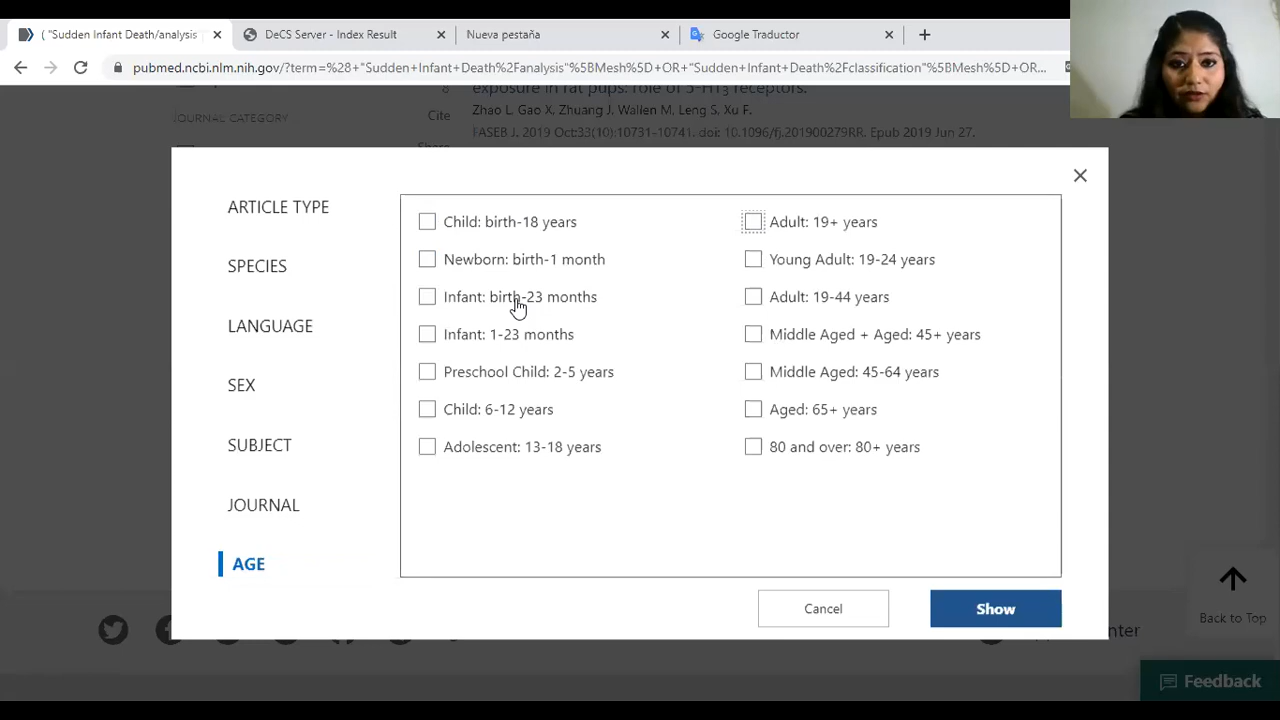 ( "Sudden Infant Death/analysis
DeCS Server - Index Result
Nueva pestaña
Google Traductor
pubmed.ncbi.nlm.nih.gov/?term=%28+"Sudden+Infant+Death%2Fanalysis"%5BMesh%5D+OR+"Sudden+Infant+Death%2Fclassification"%5BMesh%5D+OR...
exposure in rat pups: role of 5-HT3 receptors.
Zhao L, Gao X, Zhuang J, Wallen M, Leng S, Xu F.
JOURNAL CATEGORY
Cite
FASEB J. 2019 Oct;33(10):10731-10741. doi: 10.1096/fj.201900279RR. Epub 2019 Jun 27.
Share
ARTICLE TYPE
SPECIES
LANGUAGE
SEX
SUBJECT
JOURNAL
AGE
Child: birth-18 years
Newborn: birth-1 month
Infant: birth-23 months
Infant: 1-23 months
Preschool Child: 2-5 years
Child: 6-12 years
Adolescent: 13-18 years
Adult: 19+ years
Young Adult: 19-24 years
Adult: 19-44 years
Middle Aged + Aged: 45+ years
Middle Aged: 45-64 years
Aged: 65+ years
80 and over: 80+ years
Cancel
Show
Back to Top
Feedback